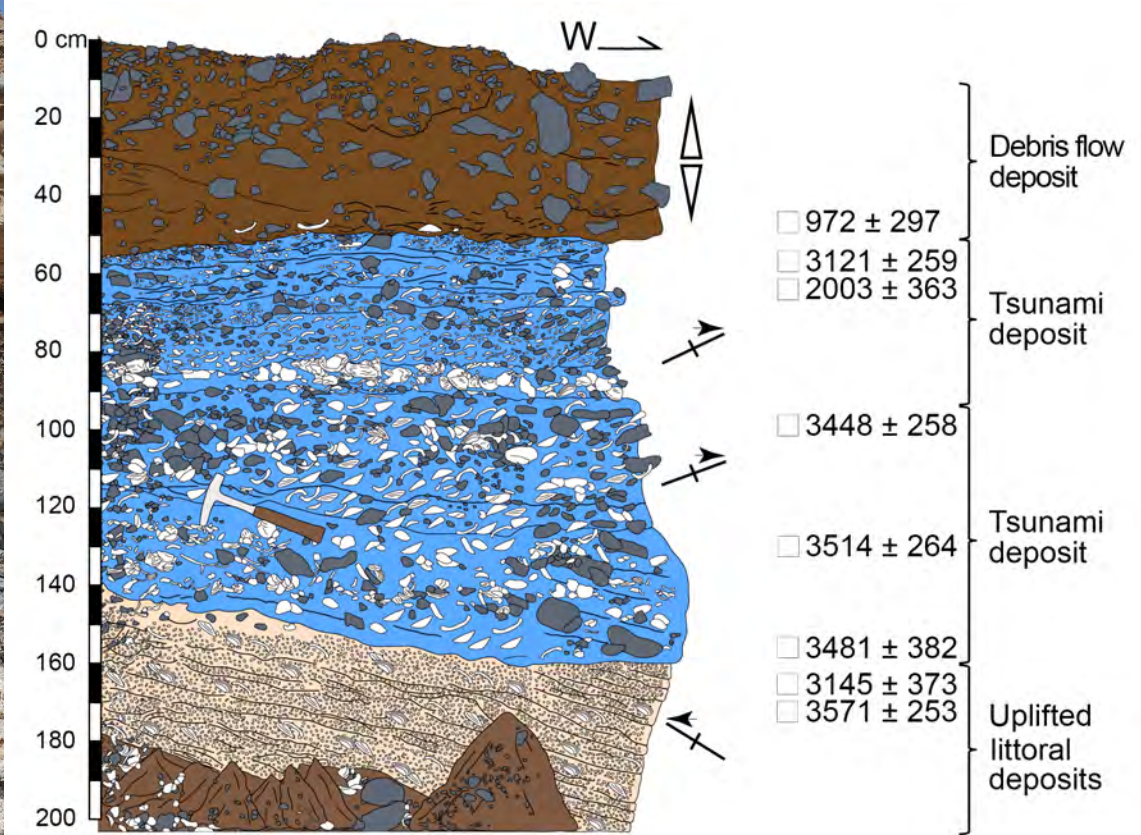 0 cm
20
40
60
80
100
120
140
160
180
200
W
972 ± 297
3121 ± 259
2003 ± 363
3448 ± 258
3514 ± 264
3481 ± 382
3145 ± 373
3571 ± 253
Debris flow
deposit
Tsunami
deposit
Tsunami
deposit
Uplifted
littoral
deposits